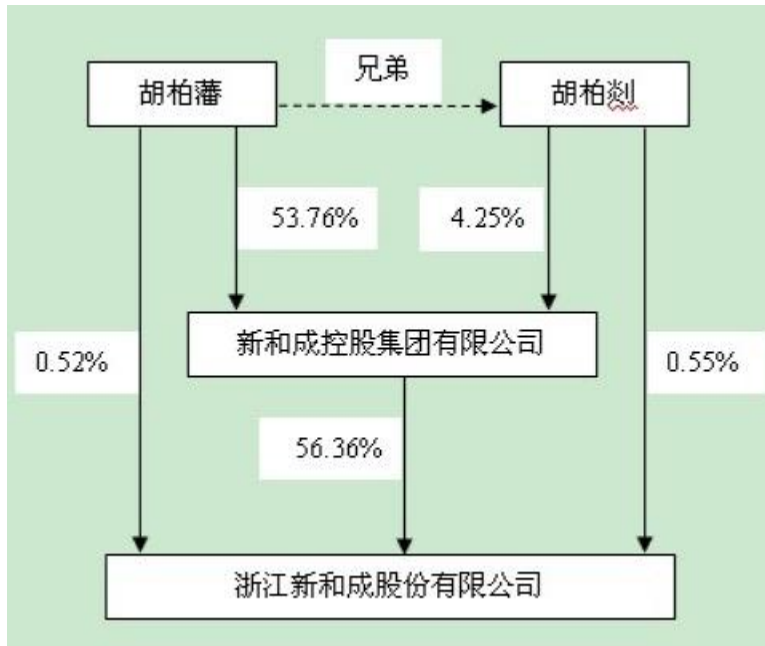 兄弟
胡柏藩
胡柏剡
53.76%
4.25%
新和成控股集团有限公司
0.52%
0.55%
56.36%
浙江新和成股份有限公司